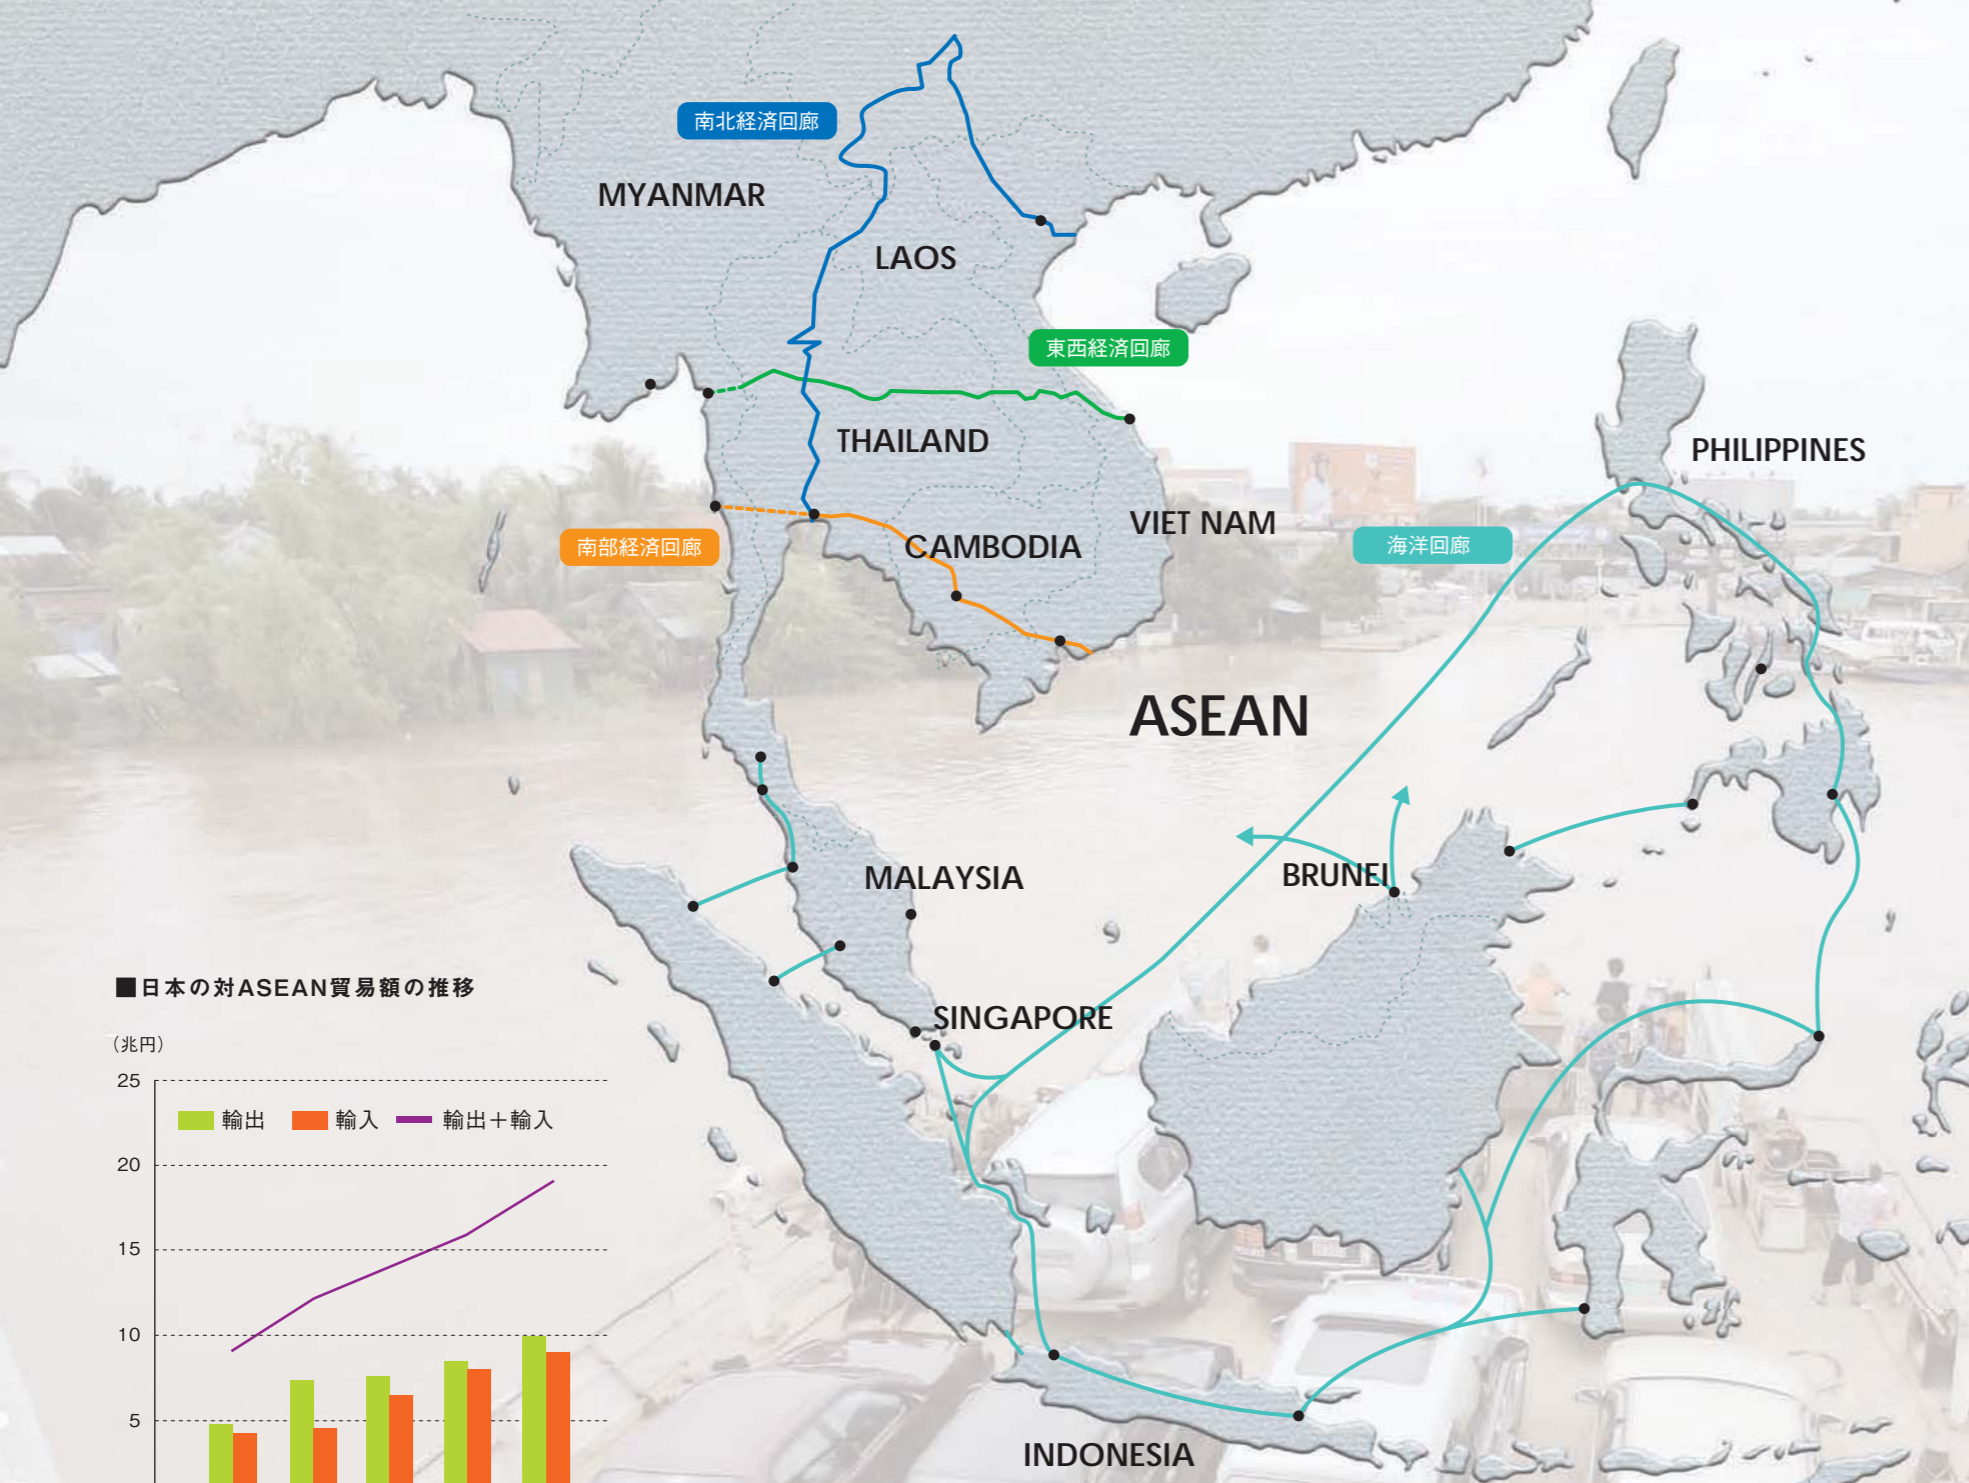 南北経済回廊
MYANMAR
LAOS
東西経済回廊
THAILAND
PHILIPPINES
VIET NAM
南部経済回廊
CAMBODIA
海洋回廊
ASEAN
MALAYSIA
BRUNEI
SINGAPORE
INDONESIA
■日本の対ASEAN貿易額の推移
（兆円）
25
輸出 輸入 輸出＋輸入
20
15
10
5